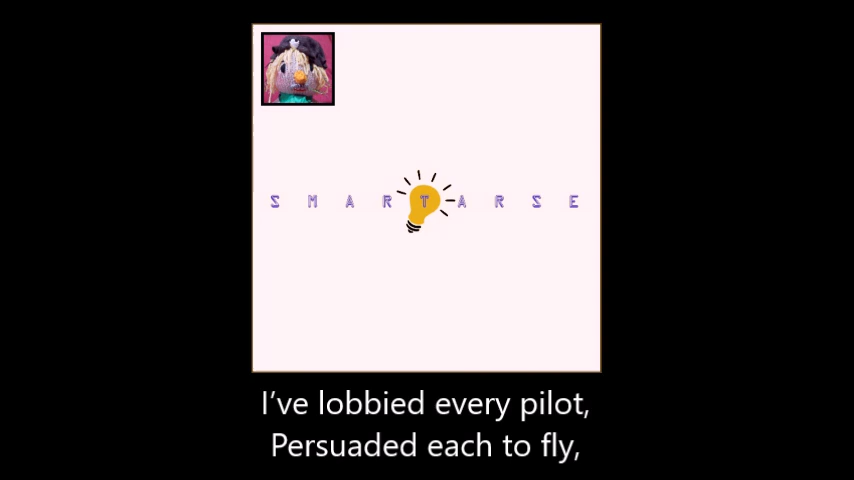 S M A R T A R S E
I’ve lobbied every pilot,
Persuaded each to fly,